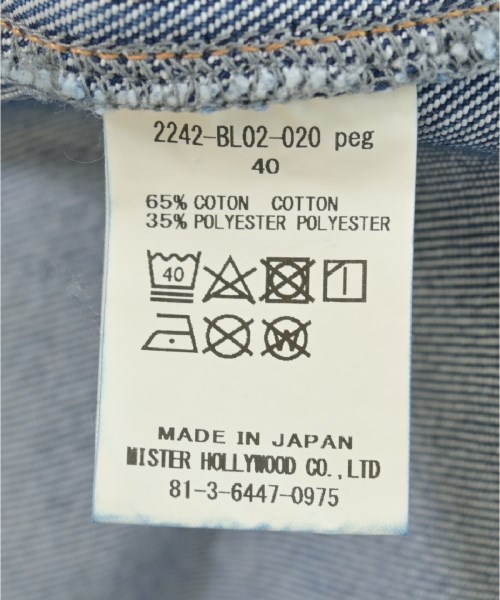 2242-BL02-020 peg
40
65% COTON COTTON
35% POLYESTER POLYESTER
40
W
MADE IN JAPAN
MISTER HOLLYWOOD CO.,LTD
81-3-6447-0975